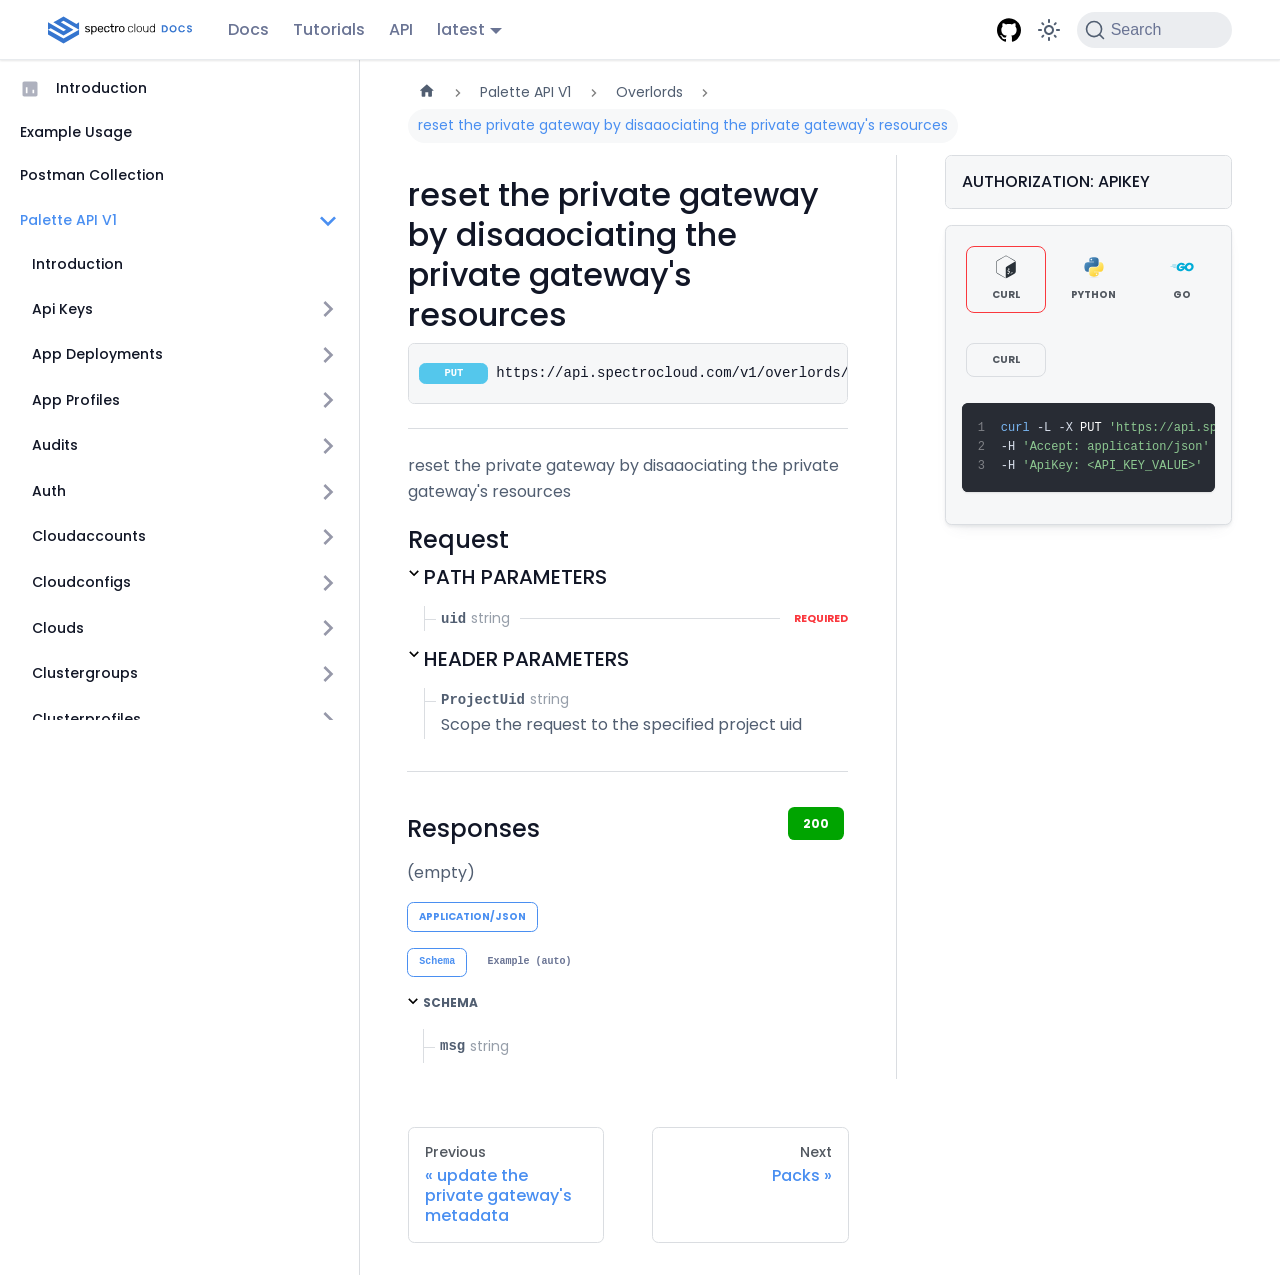 spectro cloud DOCS
Docs
Tutorials
API
latest
Search
Introduction
Example Usage
Postman Collection
Palette API V1
Introduction
Api Keys
App Deployments
App Profiles
Audits
Auth
Cloudaccounts
Cloudconfigs
Clouds
Clustergroups
Clusterprofiles
Palette API V1
Overlords
reset the private gateway by disaaociating the private gateway's resources
reset the private gateway
by disaaociating the
private gateway's
resources
PUT https://api.spectrocloud.com/v1/overlords/
reset the private gateway by disaaociating the private
gateway's resources
Request
PATH PARAMETERS
uid string REQUIRED
HEADER PARAMETERS
ProjectUid string
Scope the request to the specified project uid
Responses
200
(empty)
APPLICATION/JSON
Schema Example (auto)
SCHEMA
msg string
Previous
« update the
private gateway's
metadata
Next
Packs »
AUTHORIZATION: APIKEY
CURL PYTHON GO
CURL
1 curl -L -X PUT 'https://api.sp
2 -H 'Accept: application/json'
3 -H 'ApiKey: <API_KEY_VALUE>'